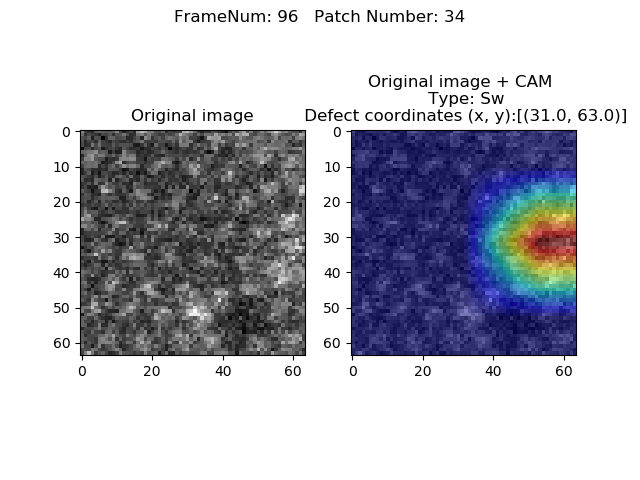 FrameNum: 96   Patch Number: 34
Original image
Original image + CAM
Type: Sw
Defect coordinates (x, y):[(31.0, 63.0)]
0
10
20
30
40
50
60
0 20 40 60
0
10
20
30
40
50
60
0 20 40 60